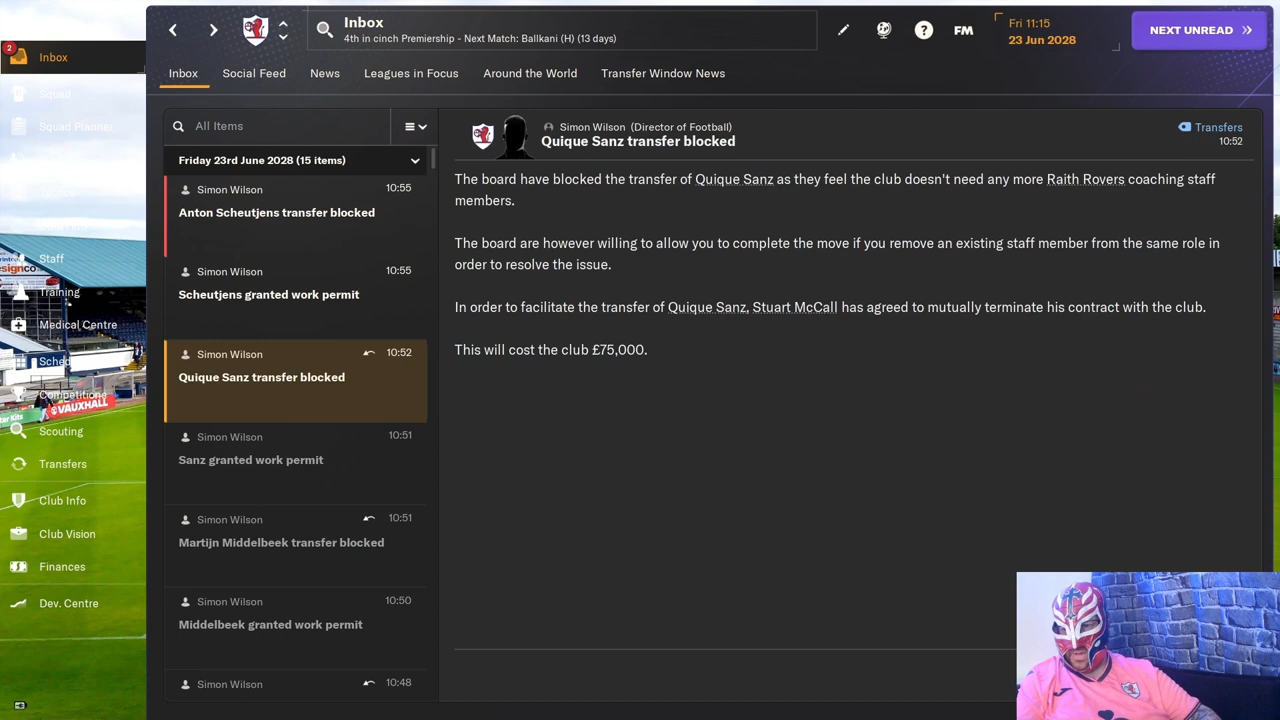 Inbox
4th in cinch Premiership - Next Match: Ballkani (H) (13 days)
FM
Fri 11:15
23 Jun 2028
NEXT UNREAD
2
Inbox
Squad
Squad Planner
Staff
Training
Medical Centre
Sched
Competitions
Scouting
Transfers
Club Info
Club Vision
Finances
Dev. Centre
VAUXHALL
Inbox Social Feed News Leagues in Focus Around the World Transfer Window News
All Items
Friday 23rd June 2028 (15 items)
Simon Wilson 10:55
Anton Scheutjens transfer blocked
Simon Wilson 10:55
Scheutjens granted work permit
Simon Wilson 10:52
Quique Sanz transfer blocked
Simon Wilson 10:51
Sanz granted work permit
Simon Wilson 10:51
Martijn Middelbeek transfer blocked
Simon Wilson 10:50
Middelbeek granted work permit
Simon Wilson 10:48
Simon Wilson (Director of Football)
Quique Sanz transfer blocked
Transfers
10:52
The board have blocked the transfer of Quique Sanz as they feel the club doesn't need any more Raith Rovers coaching staff
members.
The board are however willing to allow you to complete the move if you remove an existing staff member from the same role in
order to resolve the issue.
In order to facilitate the transfer of Quique Sanz, Stuart McCall has agreed to mutually terminate his contract with the club.
This will cost the club £75,000.